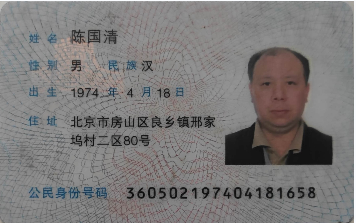 姓名 陈国清
性别 男 民族 汉
出生 1974 年 4 月 18 日
住址 北京市房山区良乡镇邢家
坞村二区80号
公民身份号码 360502197404181658